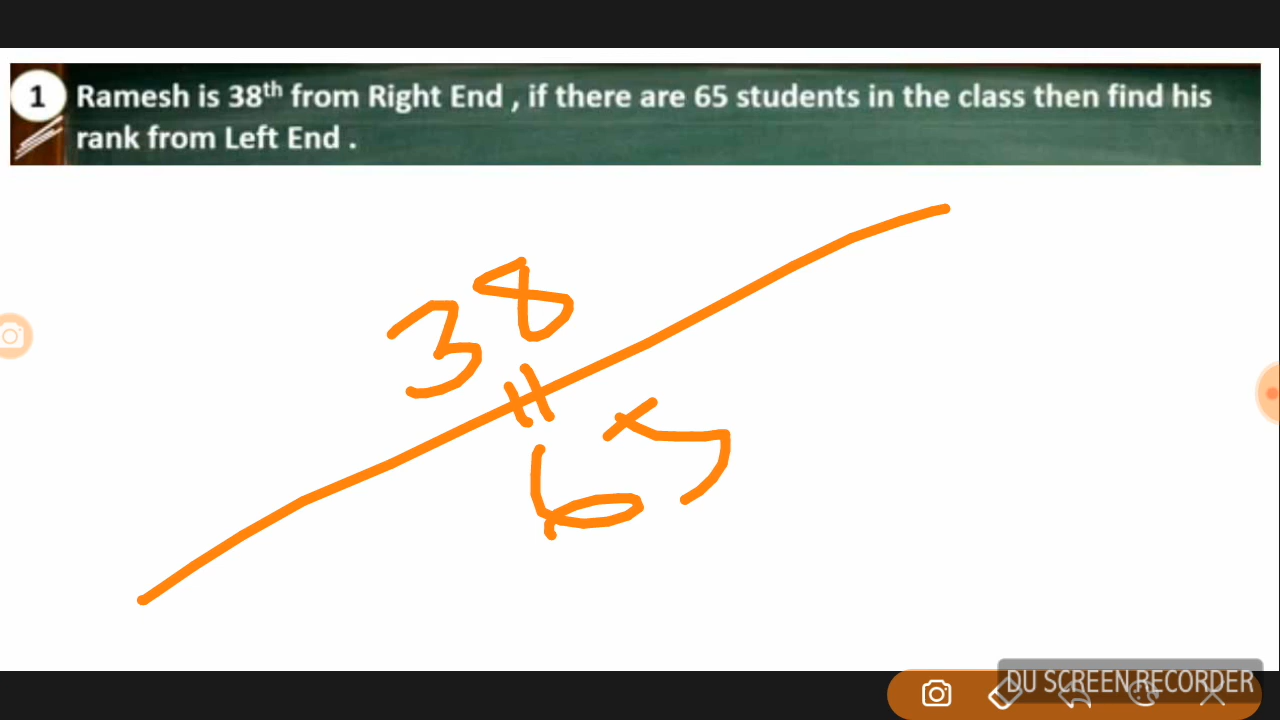 1
Ramesh is 38th from Right End , if there are 65 students in the class then find his
rank from Left End .
38
65
DU SCREEN RECORDER